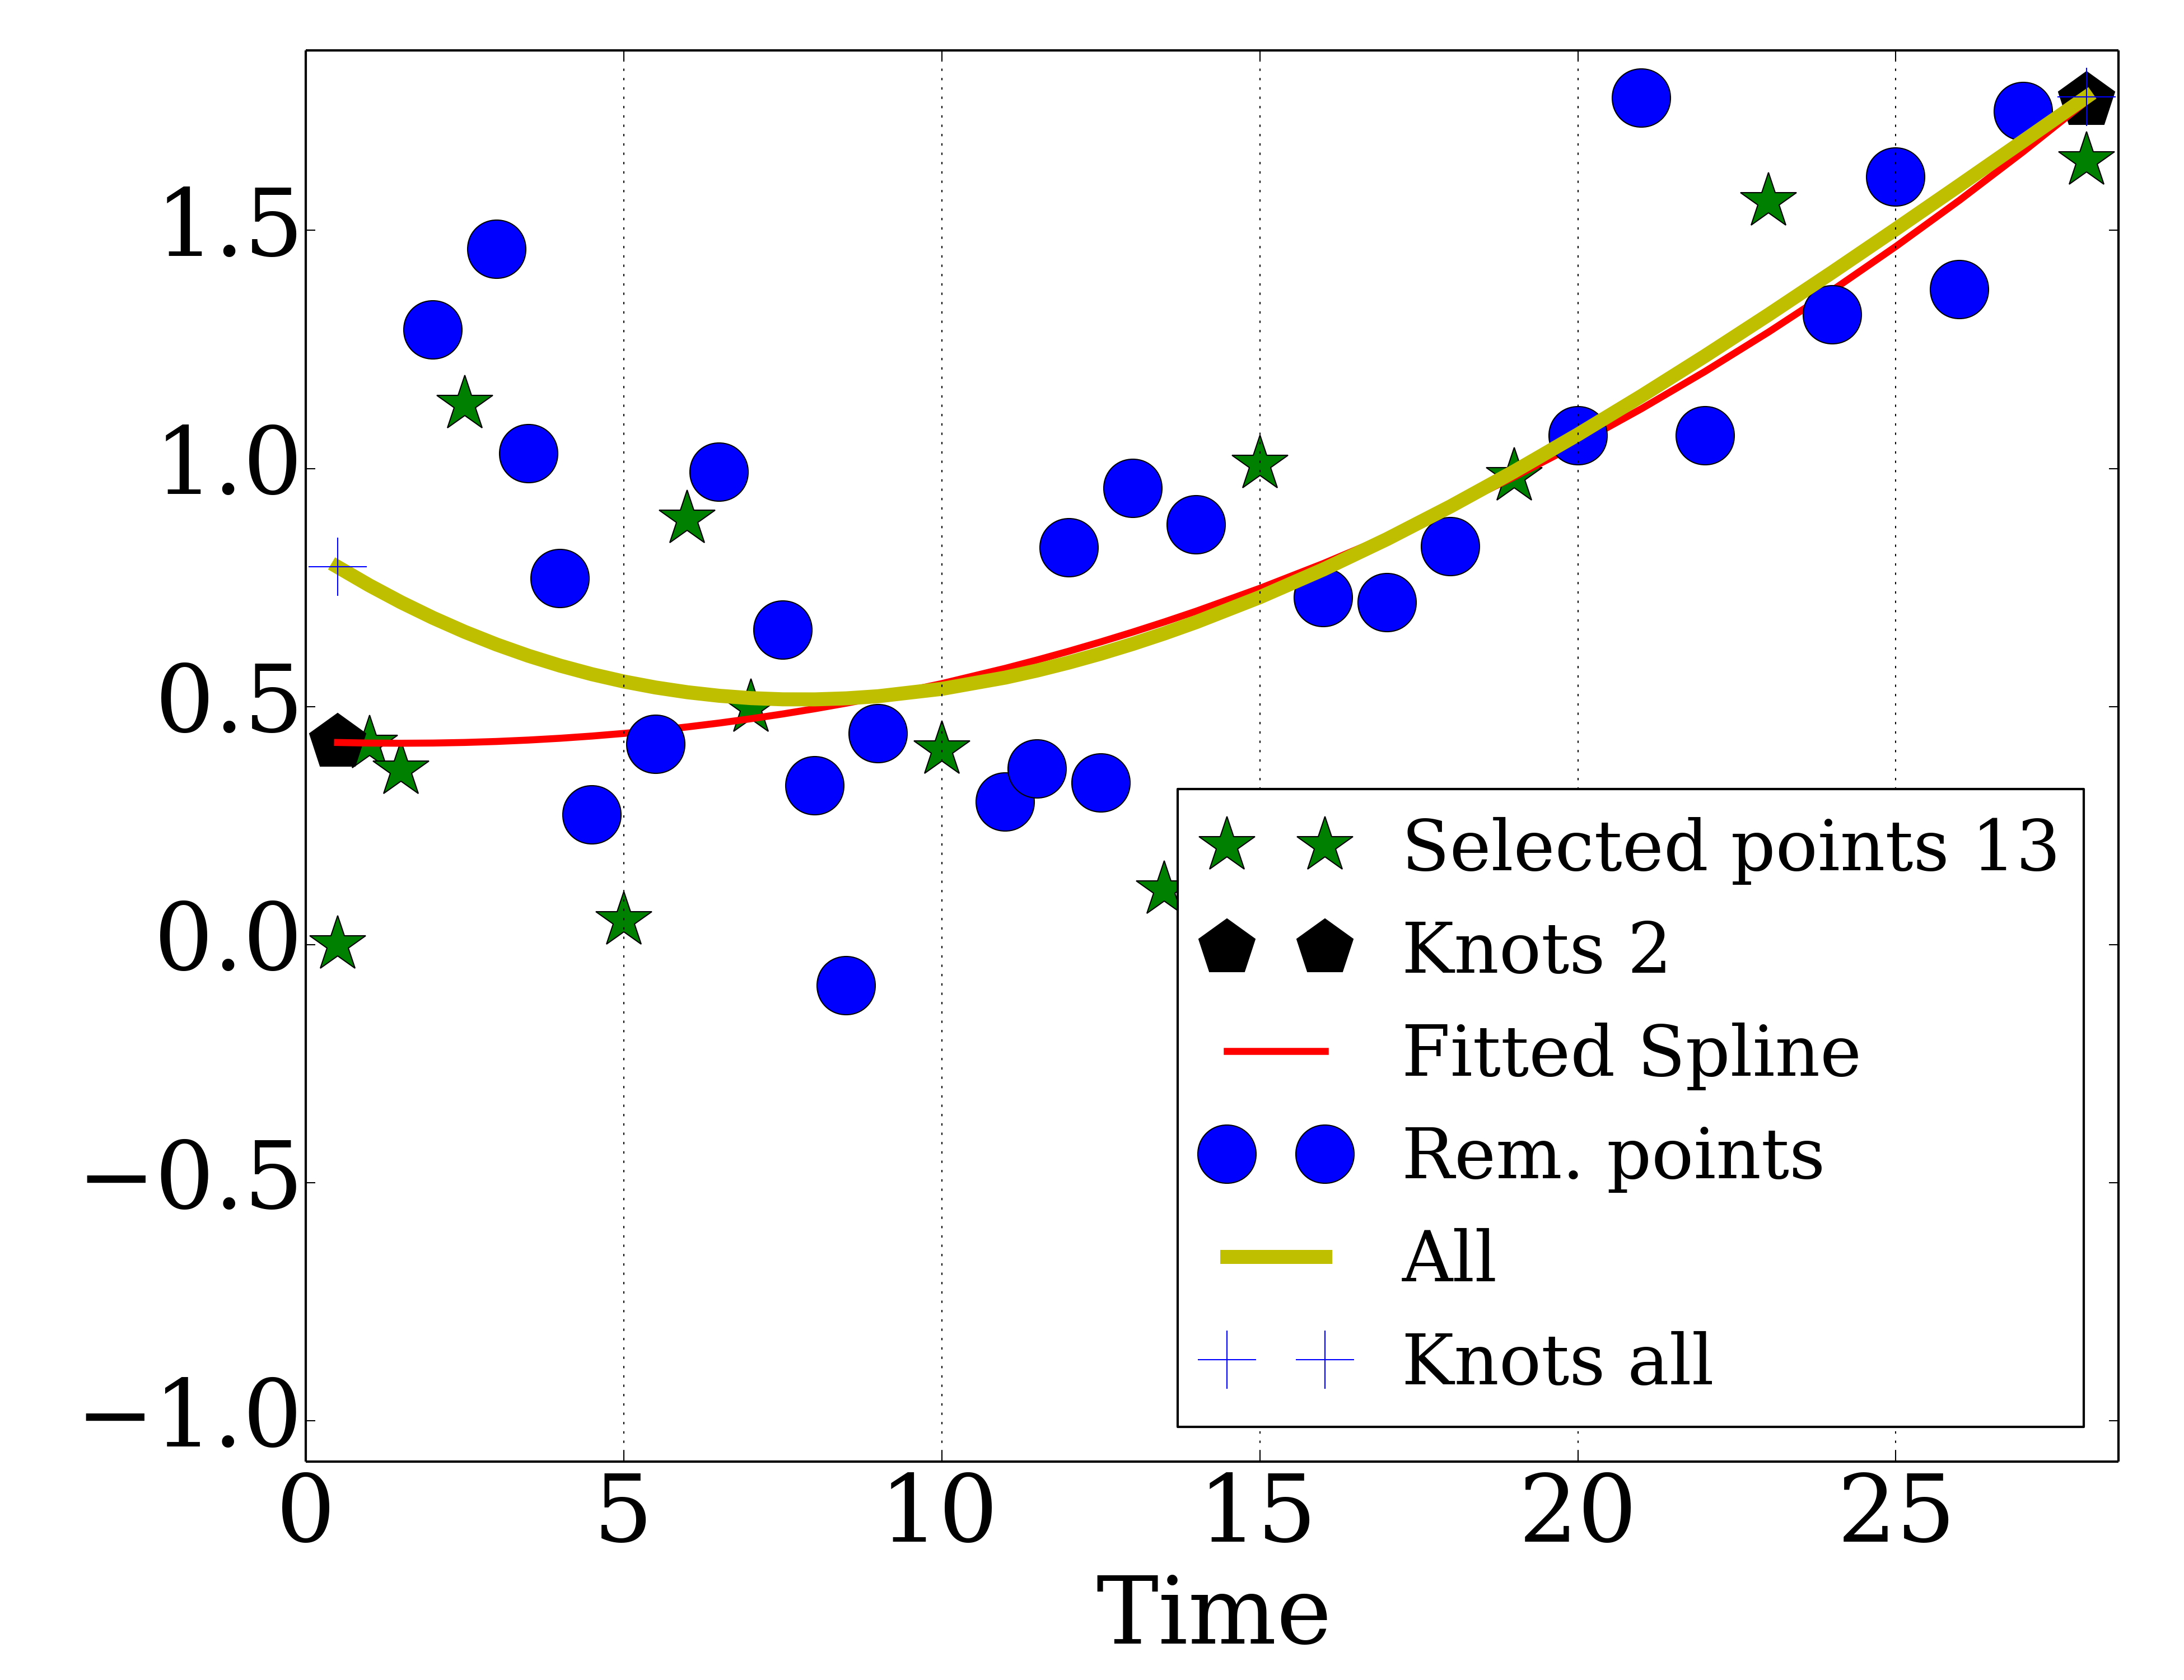 1.5
1.0
0.5
0.0
−0.5
−1.0
Selected points 13
Knots 2
Fitted Spline
Rem. points
All
Knots all
0 5 10 15 20 25
Time